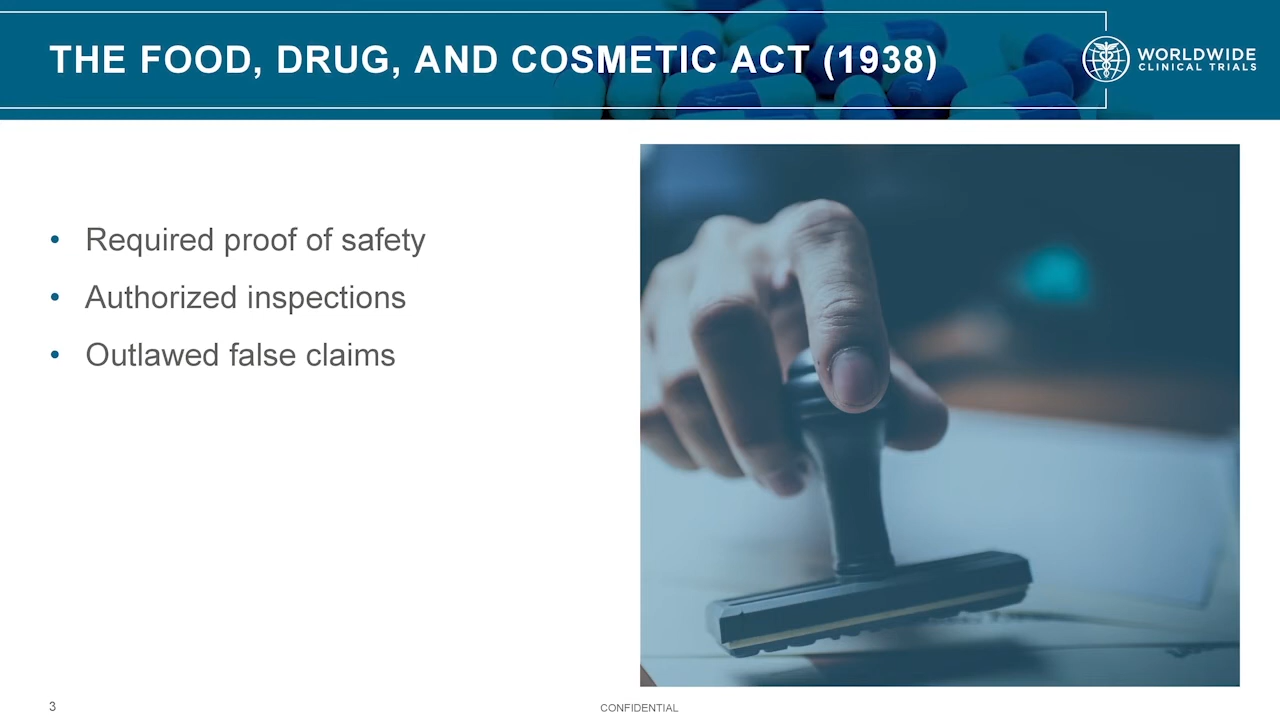 THE FOOD, DRUG, AND COSMETIC ACT (1938)
WORLDWIDE
CLINICAL TRIALS
• Required proof of safety
• Authorized inspections
• Outlawed false claims
3
CONFIDENTIAL